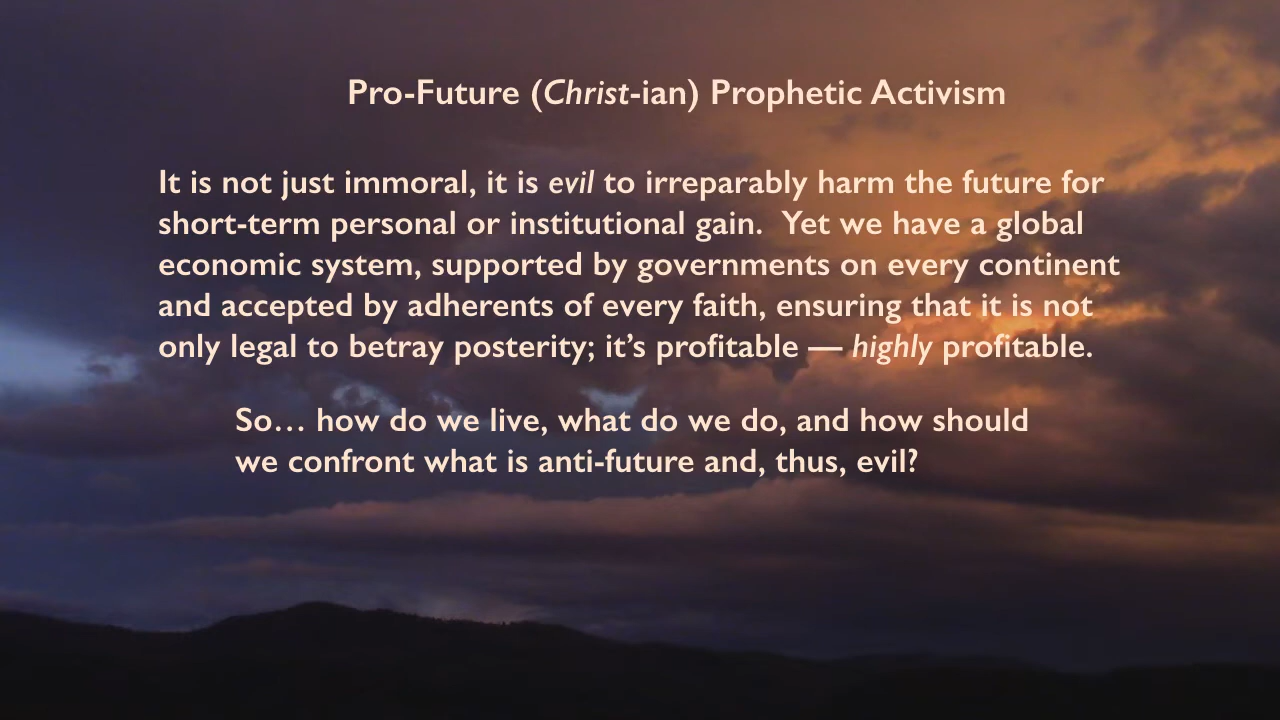 Pro-Future (Christ-ian) Prophetic Activism
It is not just immoral, it is evil to irreparably harm the future for
short-term personal or institutional gain.  Yet we have a global
economic system, supported by governments on every continent
and accepted by adherents of every faith, ensuring that it is not
only legal to betray posterity; it’s profitable — highly profitable.
So… how do we live, what do we do, and how should
we confront what is anti-future and, thus, evil?